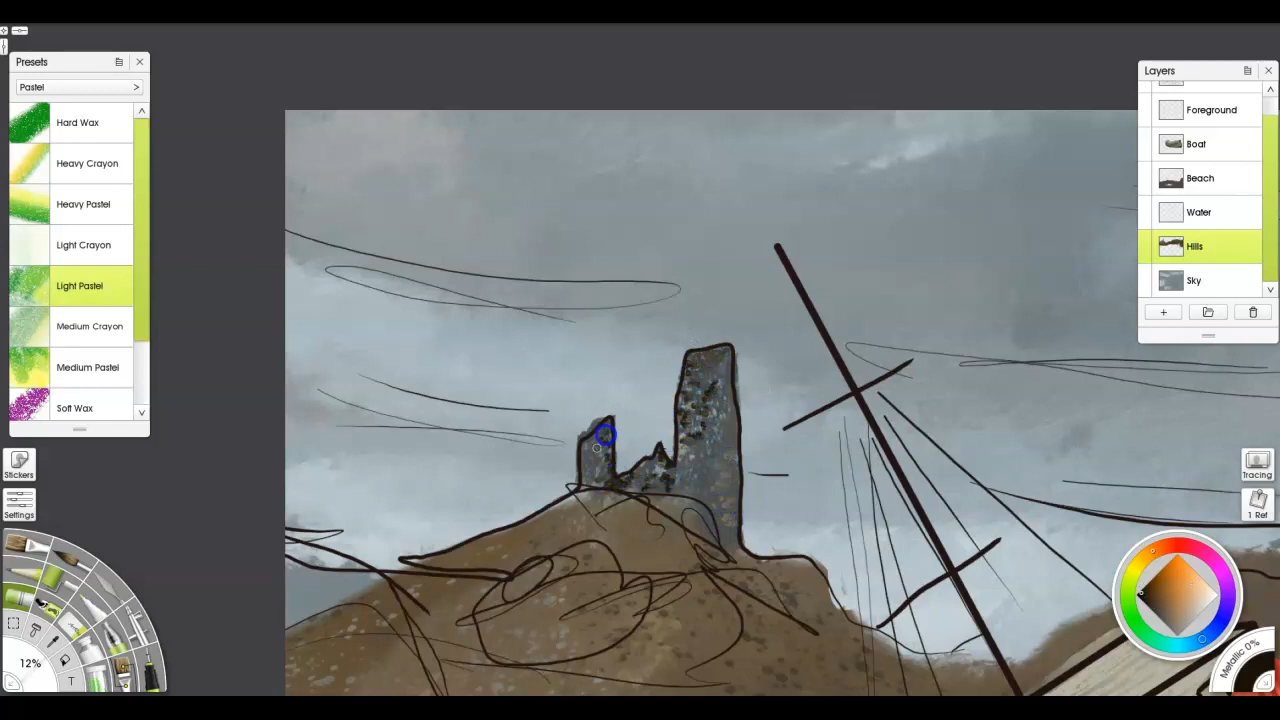 Presets
Pastel >
Hard Wax
Heavy Crayon
Heavy Pastel
Light Crayon
Light Pastel
Medium Crayon
Medium Pastel
Soft Wax
Stickers
Settings
T
12%
Layers
Foreground
Boat
Beach
Water
Hills
Sky
+
Tracing
1 Ref
Metallic 0%